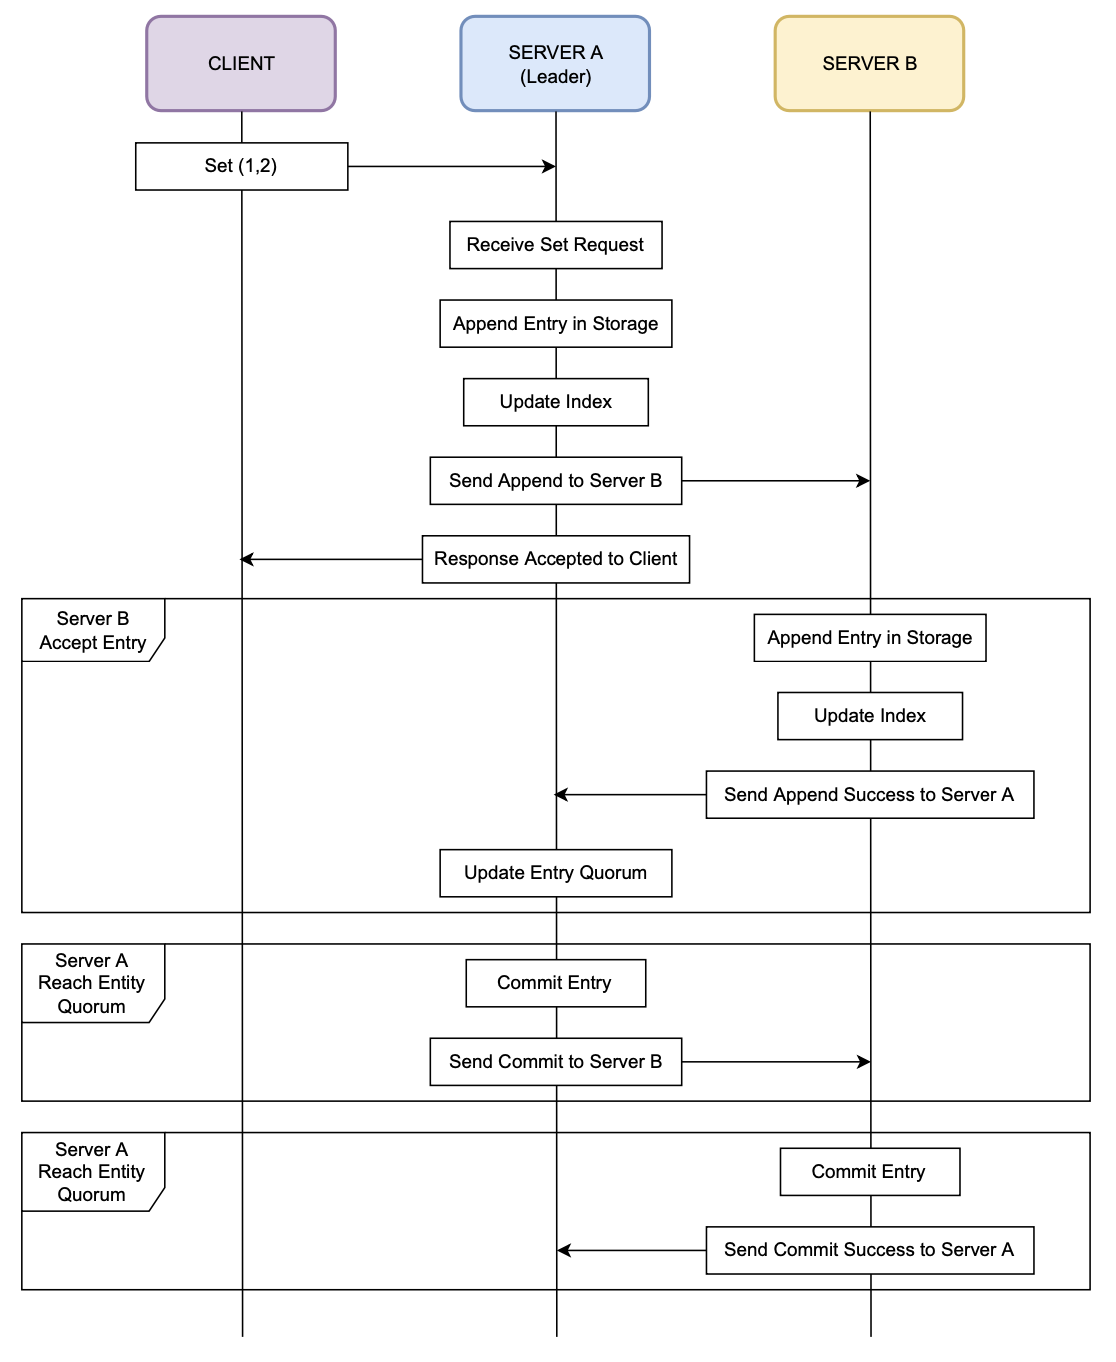 CLIENT
SERVER A
(Leader)
SERVER B
Set (1,2)
Receive Set Request
Append Entry in Storage
Update Index
Send Append to Server B
Response Accepted to Client
Server B
Accept Entry
Append Entry in Storage
Update Index
Send Append Success to Server A
Update Entry Quorum
Server A
Reach Entity
Quorum
Commit Entry
Send Commit to Server B
Server A
Reach Entity
Quorum
Commit Entry
Send Commit Success to Server A